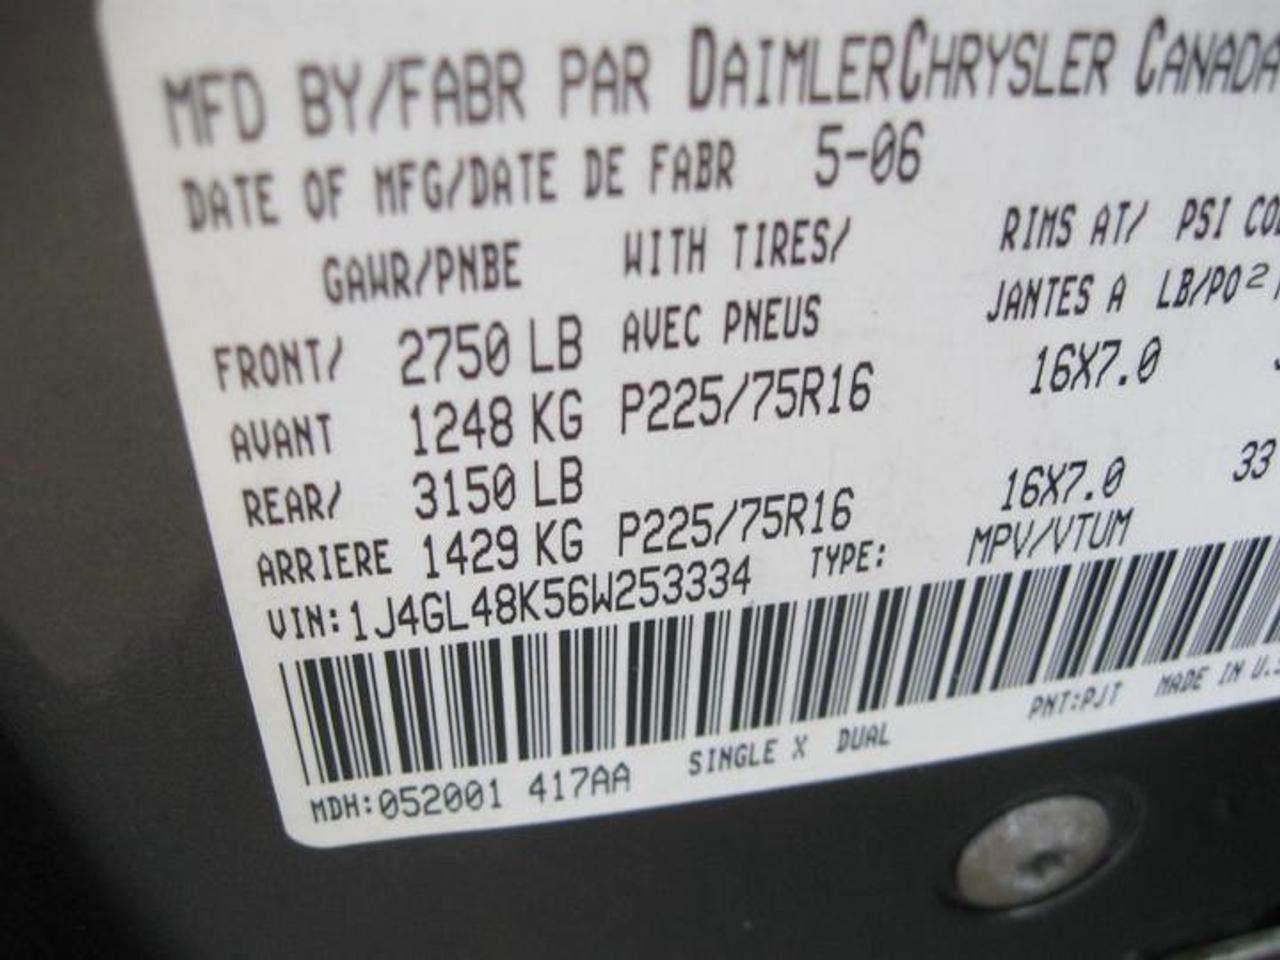 MFD BY/FABR PAR DAIMLERCHRYSLER CANADA
DATE OF MFG/DATE DE FABR 5-06
GAWR/PNBE WITH TIRES/ RIMS AT/ PSI
AVEC PNEUS JANTES A LB/PO²
FRONT/ 2750 LB
AVANT 1248 KG P225/75R16 16X7.0
REAR/ 3150 LB
ARRIERE 1429 KG P225/75R16 16X7.0 33
VIN:1J4GL48K56W253334 TYPE: MPV/VTUM
MDH:052001 417AA SINGLE X DUAL PNT:PJT MADE IN